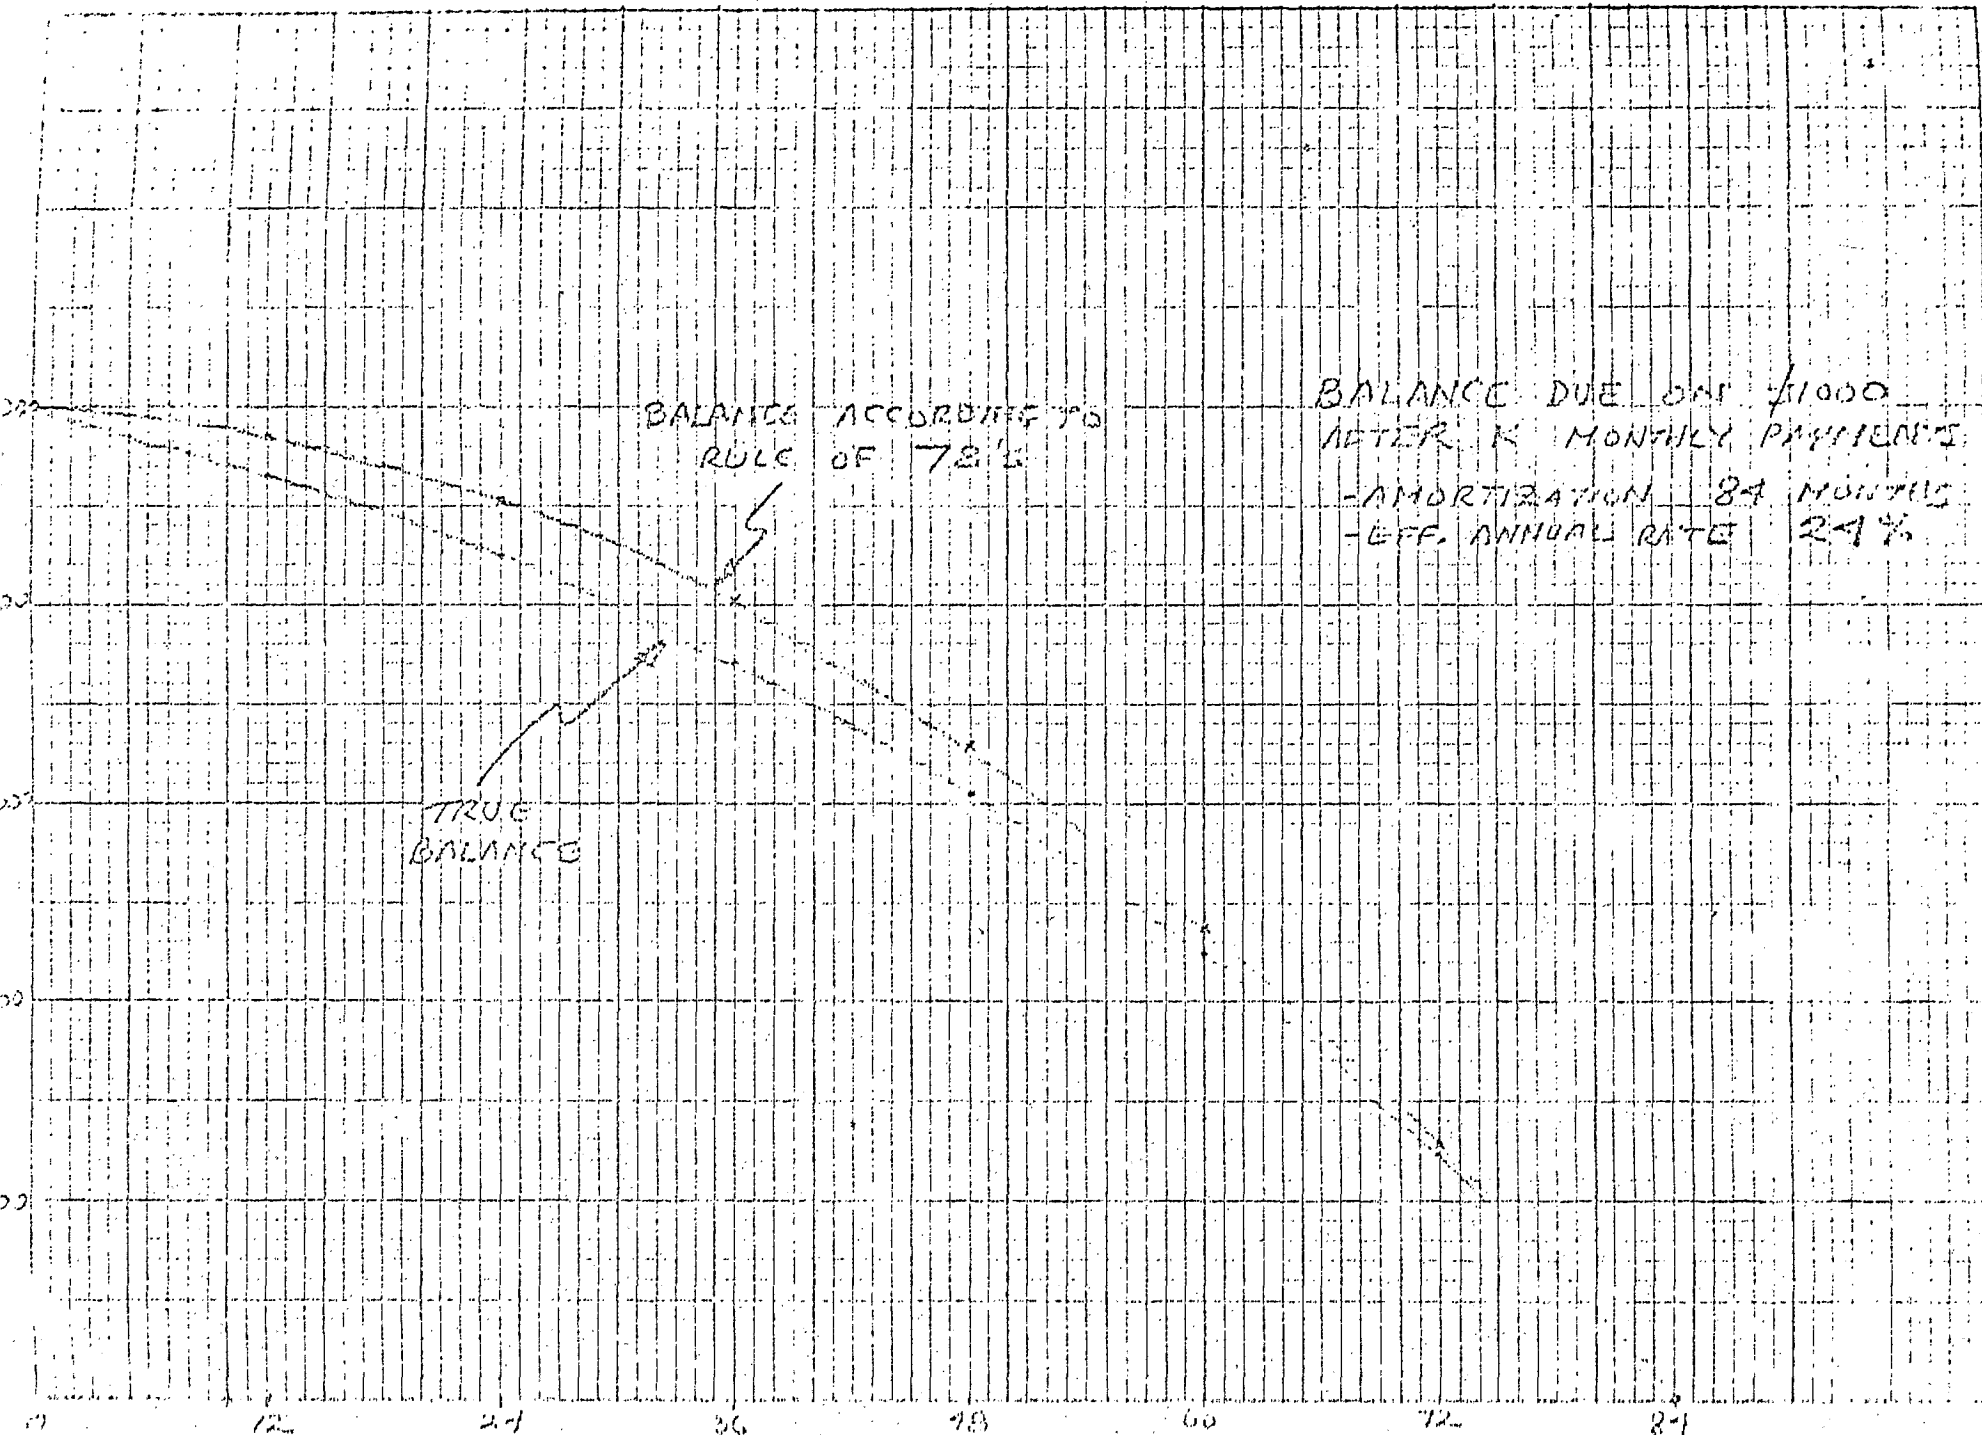 BALANCE DUE ON $1000
AFTER K MONTHLY PAYMENTS
-AMORTIZATION 84 MONTHS
-EFF. ANNUAL RATE 24%
BALANCE ACCORDING TO
RULE OF 78'S
TRUE
BALANCE
0 12 24 36 48 60 72 84